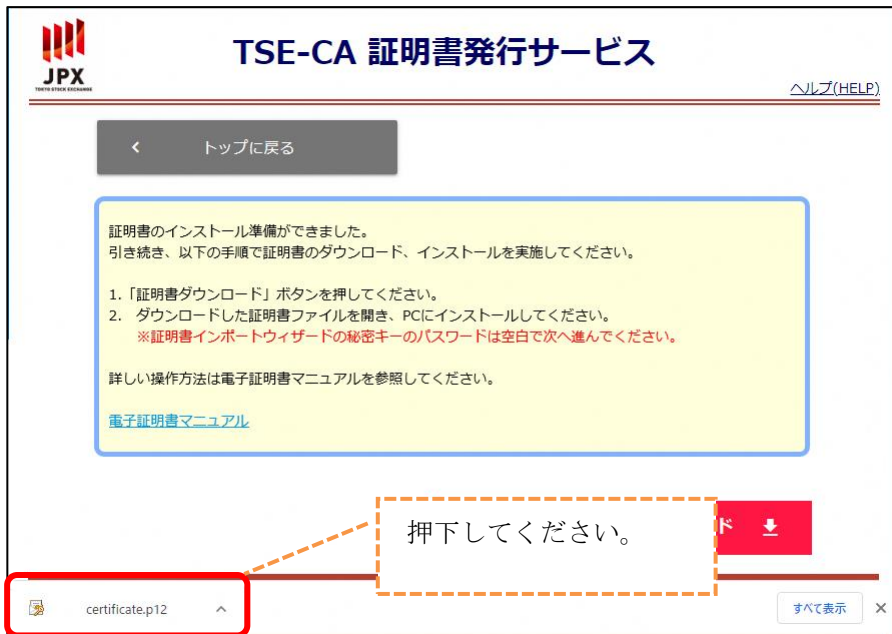 JPX
TOKYO STOCK EXCHANGE
TSE-CA 証明書発行サービス
ヘルプ(HELP)
トップに戻る
証明書のインストール準備ができました。
引き続き、以下の手順で証明書のダウンロード、インストールを実施してください。
1.「証明書ダウンロード」ボタンを押してください。
2. ダウンロードした証明書ファイルを開き、PCにインストールしてください。
※証明書インポートウィザードの秘密キーのパスワードは空白で次へ進んでください。
詳しい操作方法は電子証明書マニュアルを参照してください。
電子証明書マニュアル
押下してください。
ド
certificate.p12
すべて表示